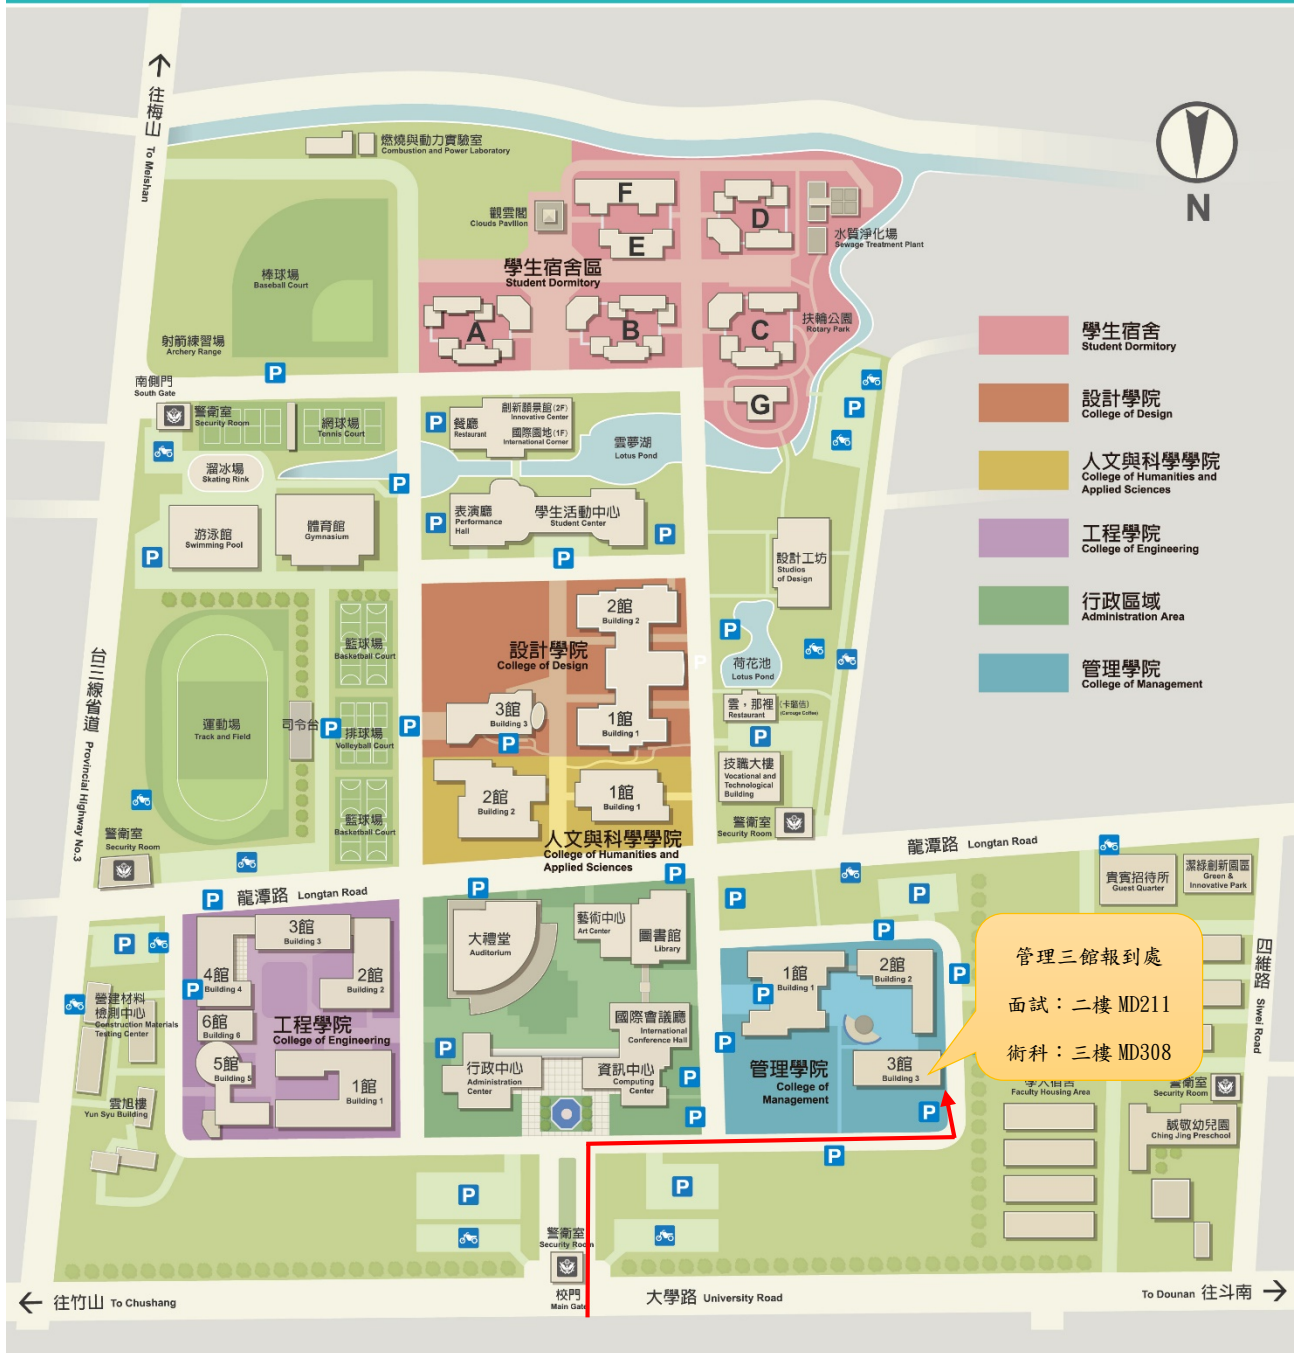 往梅山 To Meishan
燃燒與動力實驗室
Combustion and Power Laboratory
N
觀雲閣
Clouds Pavilion
F
E
D
水質淨化場
Sewage Treatment Plant
學生宿舍區
Student Dormitory
A
B
C
G
扶輪公園
Rotary Park
棒球場
Baseball Court
射箭練習場
Archery Range
P
南側門
South Gate
警衛室
Security Room
網球場
Tennis Court
溜冰場
Skating Rink
P
餐廳
Restaurant
創新願景館(2F)
Innovative Center
國際園地(1F)
International Corner
雲夢湖
Lotus Pond
P
P
游泳館
Swimming Pool
體育館
Gymnasium
P
P
表演廳
Performance
Hall
學生活動中心
Student Center
P
P
設計工坊
Studios
of Design
學生宿舍
Student Dormitory
設計學院
College of Design
人文與科學學院
College of Humanities and
Applied Sciences
工程學院
College of Engineering
行政區域
Administration Area
管理學院
College of Management
台三線省道 Provincial Highway No.3
運動場
Track and Field
司令台
P
籃球場
Basketball Court
排球場
Volleyball Court
籃球場
Basketball Court
P
設計學院
College of Design
2館
Building 2
3館
Building 3
P
1館
Building 1
P
P
荷花池
Lotus Pond
雲，那裡
Restaurant
P
技職大樓
Vocational and
Technological
Building
警衛室
Security Room
2館
Building 2
1館
Building 1
人文與科學學院
College of Humanities and
Applied Sciences
警衛室
Security Room
龍潭路 Longtan Road
龍潭路 Longtan Road
貴賓招待所
Guest Quarter
潔綠創新園區
Green &
Innovative Park
四維路 Siwei Road
P
P
P
P
P
P
3館
Building 3
4館
Building 4
2館
Building 2
6館
Building 6
5館
Building 5
1館
Building 1
P
工程學院
College of Engineering
營建材料
檢測中心
Construction Materials
Testing Center
雲旭樓
Yun Syu Building
大禮堂
Auditorium
藝術中心
Art Center
圖書館
Library
國際會議廳
International
Conference Hall
P
行政中心
Administration
Center
資訊中心
Computing
Center
P
P
1館
Building 1
P
2館
Building 2
P
P
3館
Building 3
P
管理學院
College of
Management
管理三館報到處
面試：二樓 MD211
術科：三樓 MD308
Faculty Housing Area
警衛室
Security Room
誠敬幼兒園
Ching Jing Preschool
P
P
P
警衛室
Security Room
校門
Main Gate
往竹山 To Chushang
大學路 University Road
To Dounan 往斗南